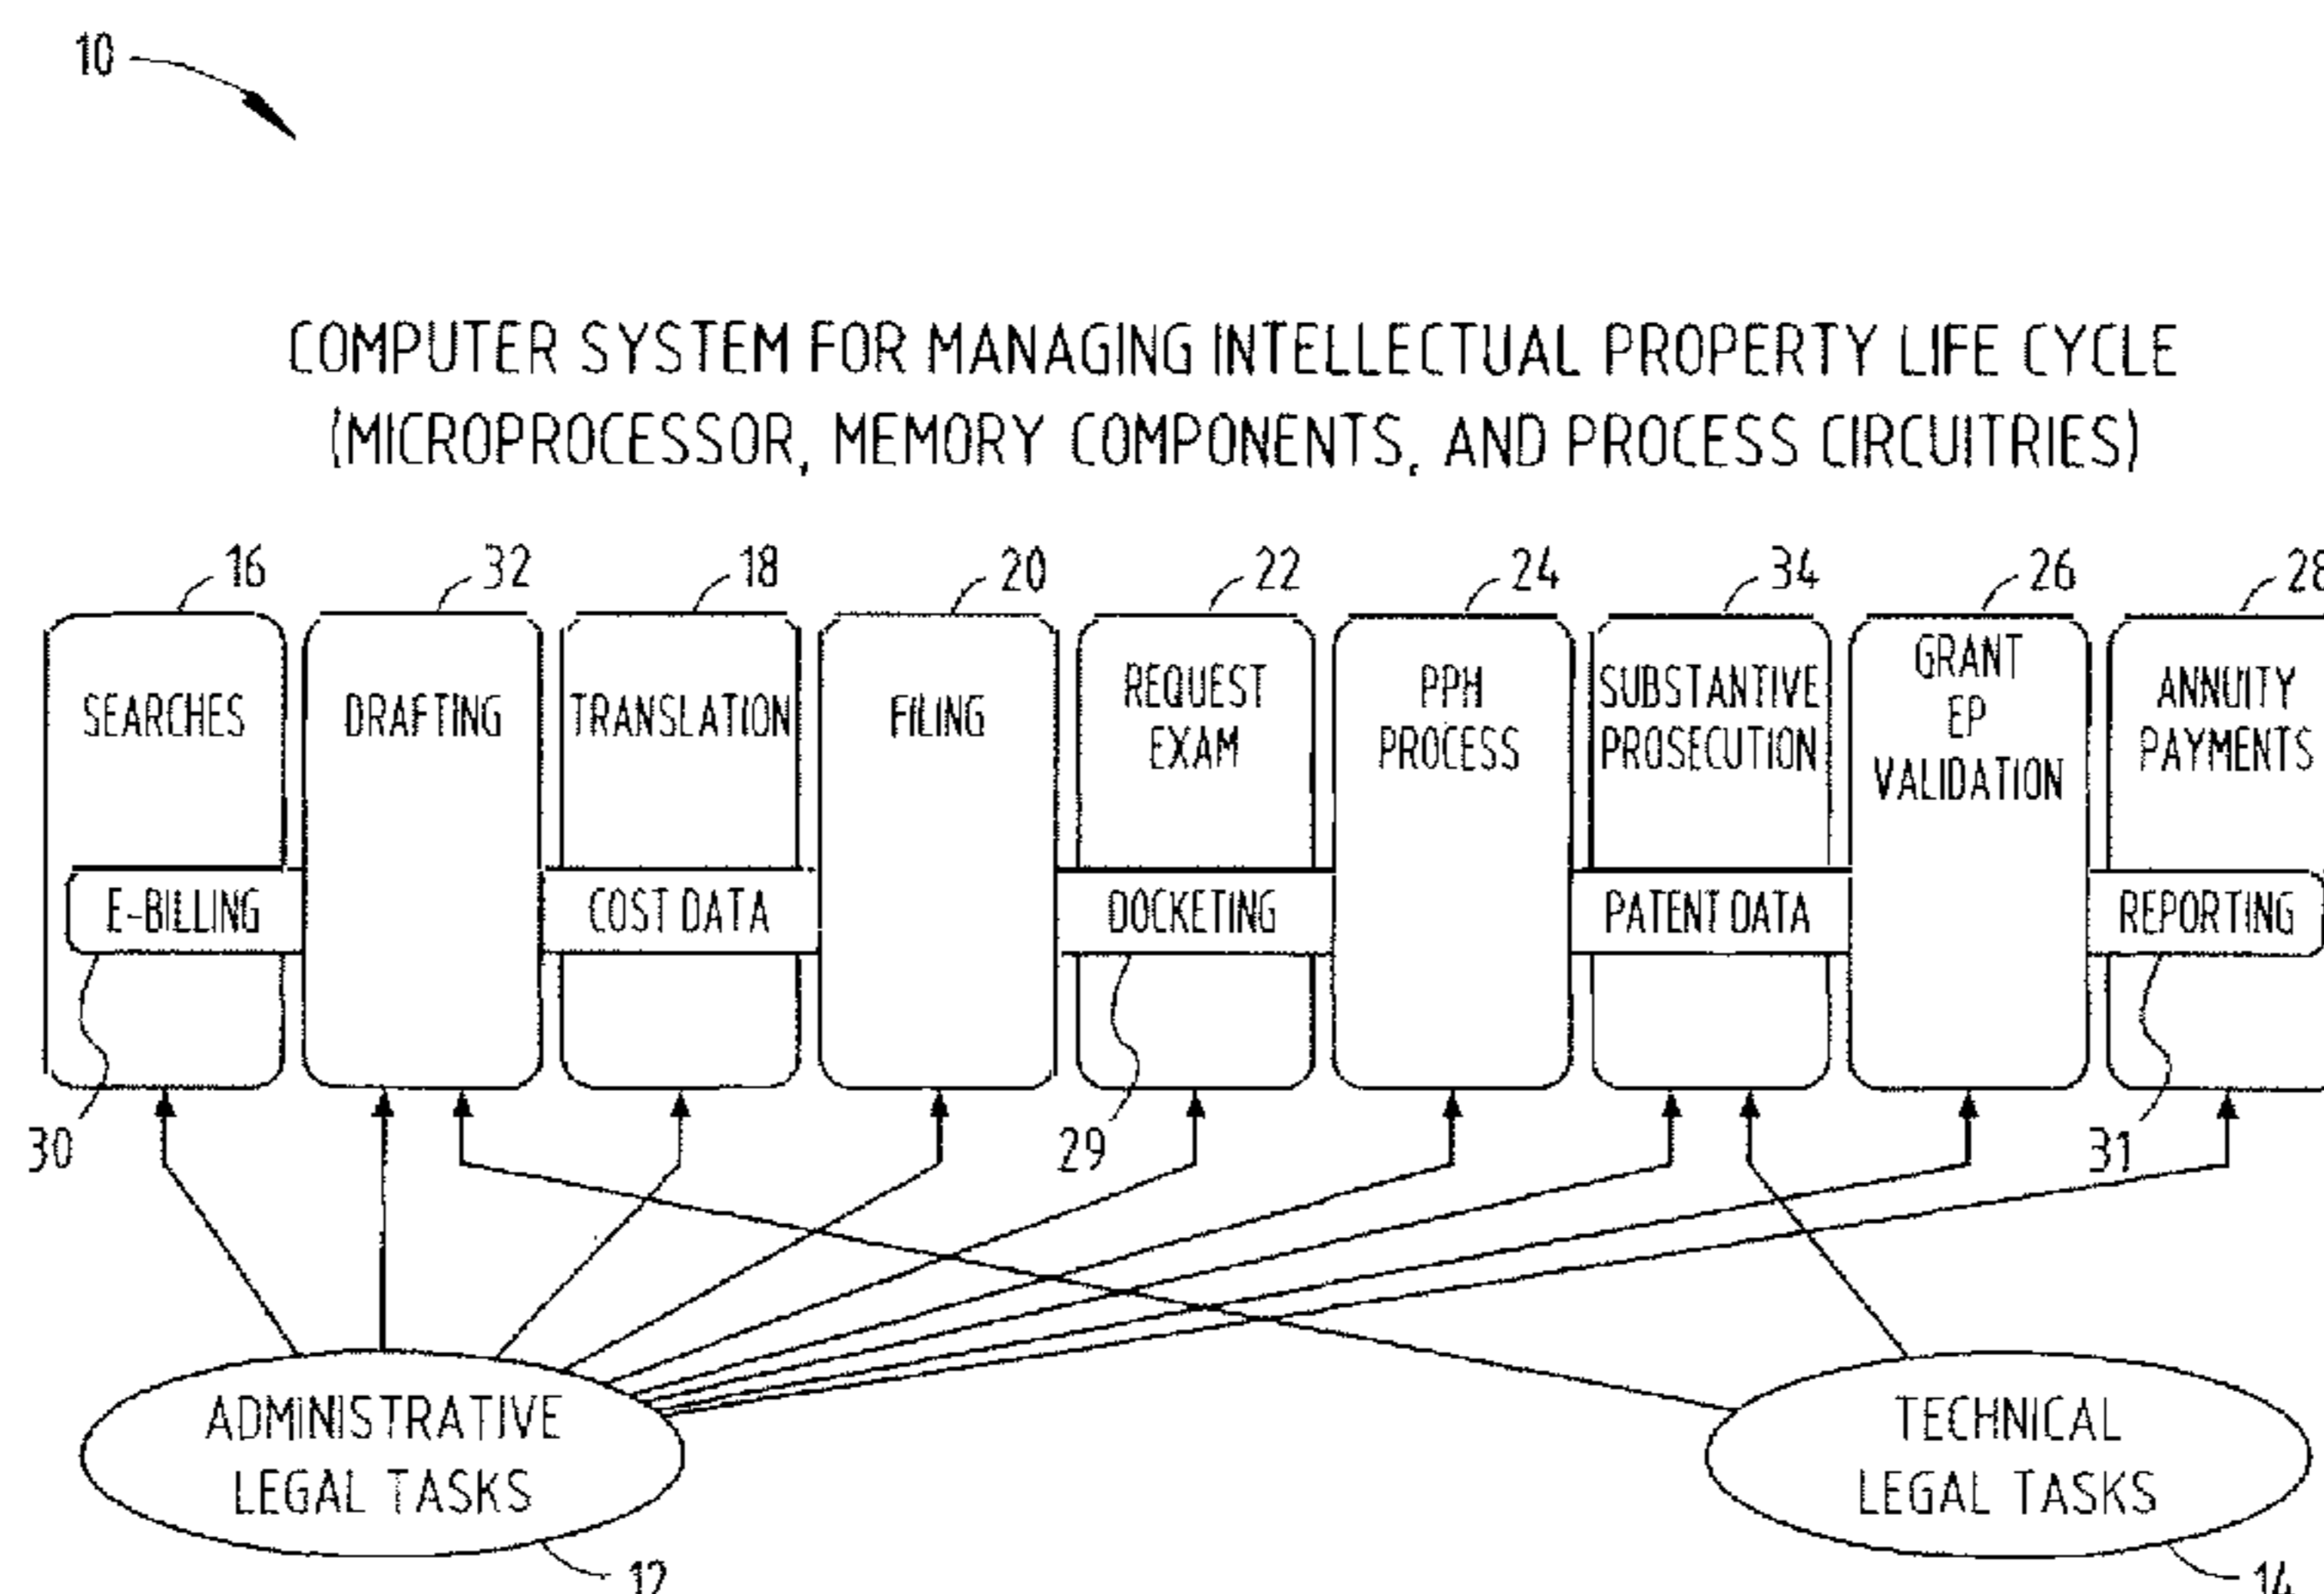 10
COMPUTER SYSTEM FOR MANAGING INTELLECTUAL PROPERTY LIFE CYCLE
(MICROPROCESSOR, MEMORY COMPONENTS, AND PROCESS CIRCUITRIES)
16 32 18 20 22 24 34 26 28
SEARCHES
DRAFTING
TRANSLATION
FILING
REQUEST
EXAM
PPH
PROCESS
SUBSTANTIVE
PROSECUTION
GRANT
EP
VALIDATION
ANNUITY
PAYMENTS
E-BILLING
COST DATA
DOCKETING
PATENT DATA
REPORTING
30 29 31
ADMINISTRATIVE
LEGAL TASKS
TECHNICAL
LEGAL TASKS
12 14